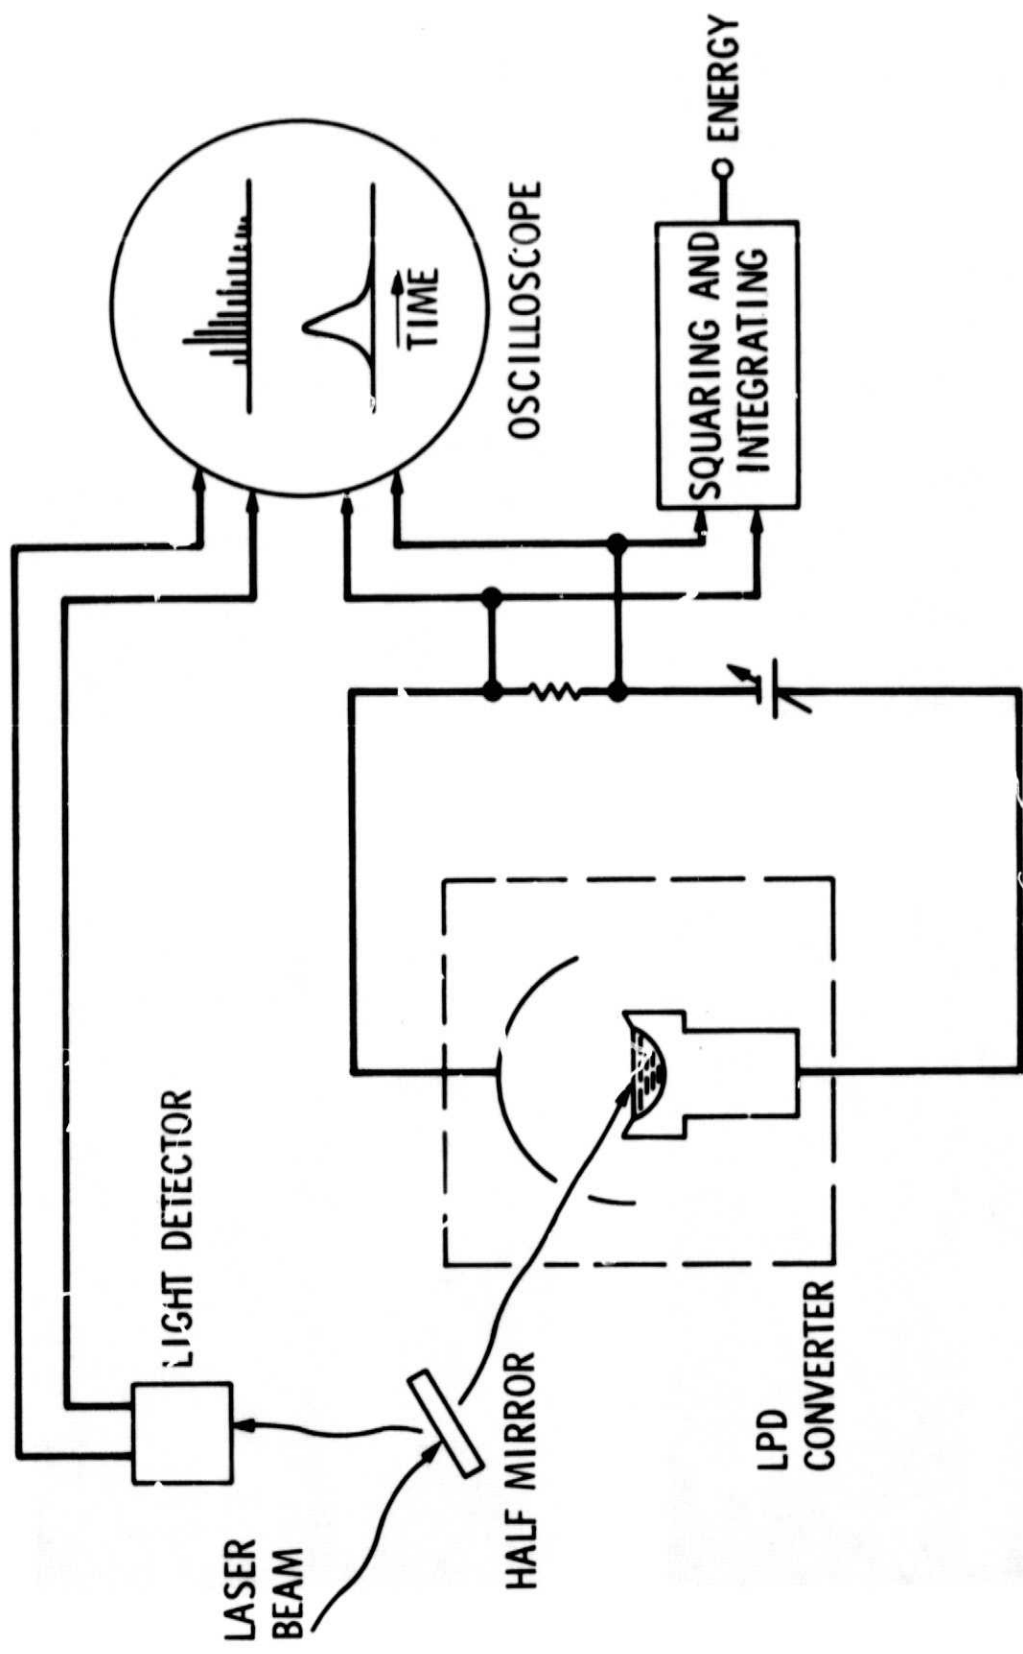 LASER
BEAM
LIGHT DETECTOR
HALF MIRROR
LPD
CONVERTER
TIME
OSCILLOSCOPE
SQUARING AND
INTEGRATING
ENERGY